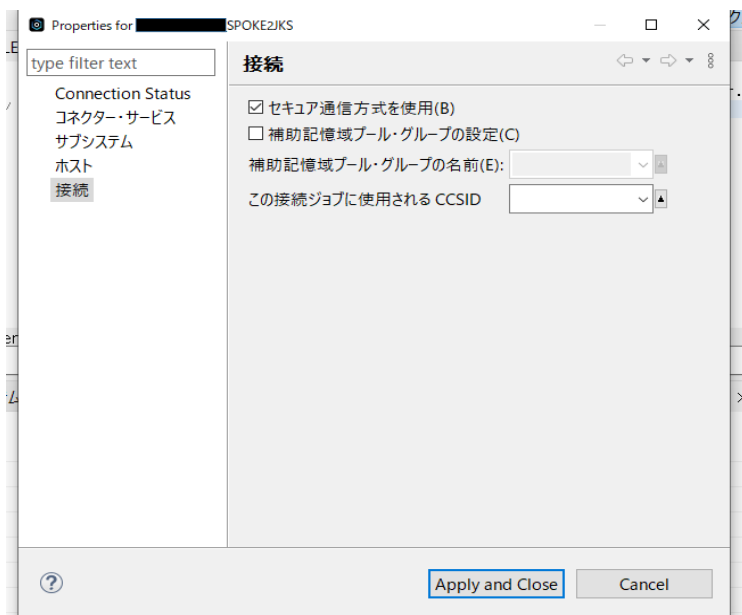 Properties for SPOKE2JKS
type filter text
接続
Connection Status
コネクター・サービス
サブシステム
ホスト
接続
セキュア通信方式を使用(B)
補助記憶域プール・グループの設定(C)
補助記憶域プール・グループの名前(E):
この接続ジョブに使用される CCSID
Apply and Close
Cancel